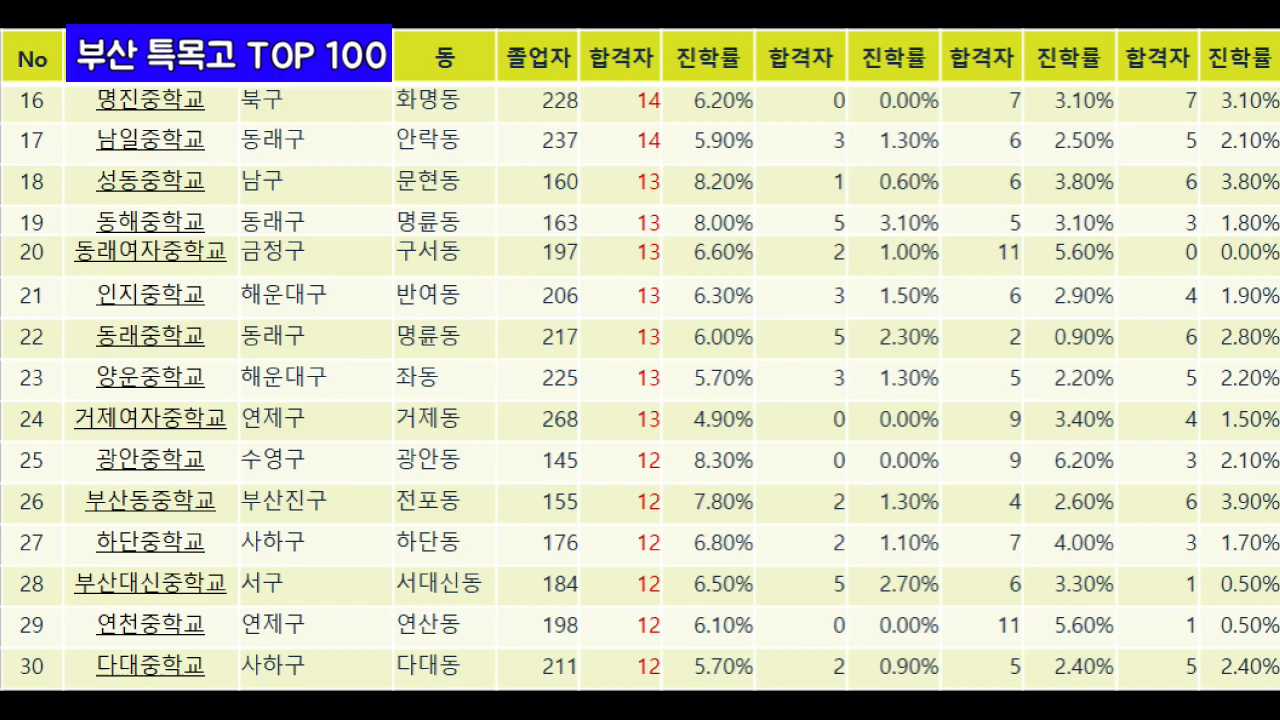 No 부산 특목고 TOP 100 동 졸업자 합격자 진학률 합격자 진학률 합격자 진학률 합격자 진학률
16 명진중학교 북구 화명동 228 14 6.20% 0 0.00% 7 3.10% 7 3.10%
17 남일중학교 동래구 안락동 237 14 5.90% 3 1.30% 6 2.50% 5 2.10%
18 성동중학교 남구 문현동 160 13 8.20% 1 0.60% 6 3.80% 6 3.80%
19 동해중학교 동래구 명륜동 163 13 8.00% 5 3.10% 5 3.10% 3 1.80%
20 동래여자중학교 금정구 구서동 197 13 6.60% 2 1.00% 11 5.60% 0 0.00%
21 인지중학교 해운대구 반여동 206 13 6.30% 3 1.50% 6 2.90% 4 1.90%
22 동래중학교 동래구 명륜동 217 13 6.00% 5 2.30% 2 0.90% 6 2.80%
23 양운중학교 해운대구 좌동 225 13 5.70% 3 1.30% 5 2.20% 5 2.20%
24 거제여자중학교 연제구 거제동 268 13 4.90% 0 0.00% 9 3.40% 4 1.50%
25 광안중학교 수영구 광안동 145 12 8.30% 0 0.00% 9 6.20% 3 2.10%
26 부산동중학교 부산진구 전포동 155 12 7.80% 2 1.30% 4 2.60% 6 3.90%
27 하단중학교 사하구 하단동 176 12 6.80% 2 1.10% 7 4.00% 3 1.70%
28 부산대신중학교 서구 서대신동 184 12 6.50% 5 2.70% 6 3.30% 1 0.50%
29 연천중학교 연제구 연산동 198 12 6.10% 0 0.00% 11 5.60% 1 0.50%
30 다대중학교 사하구 다대동 211 12 5.70% 2 0.90% 5 2.40% 5 2.40%